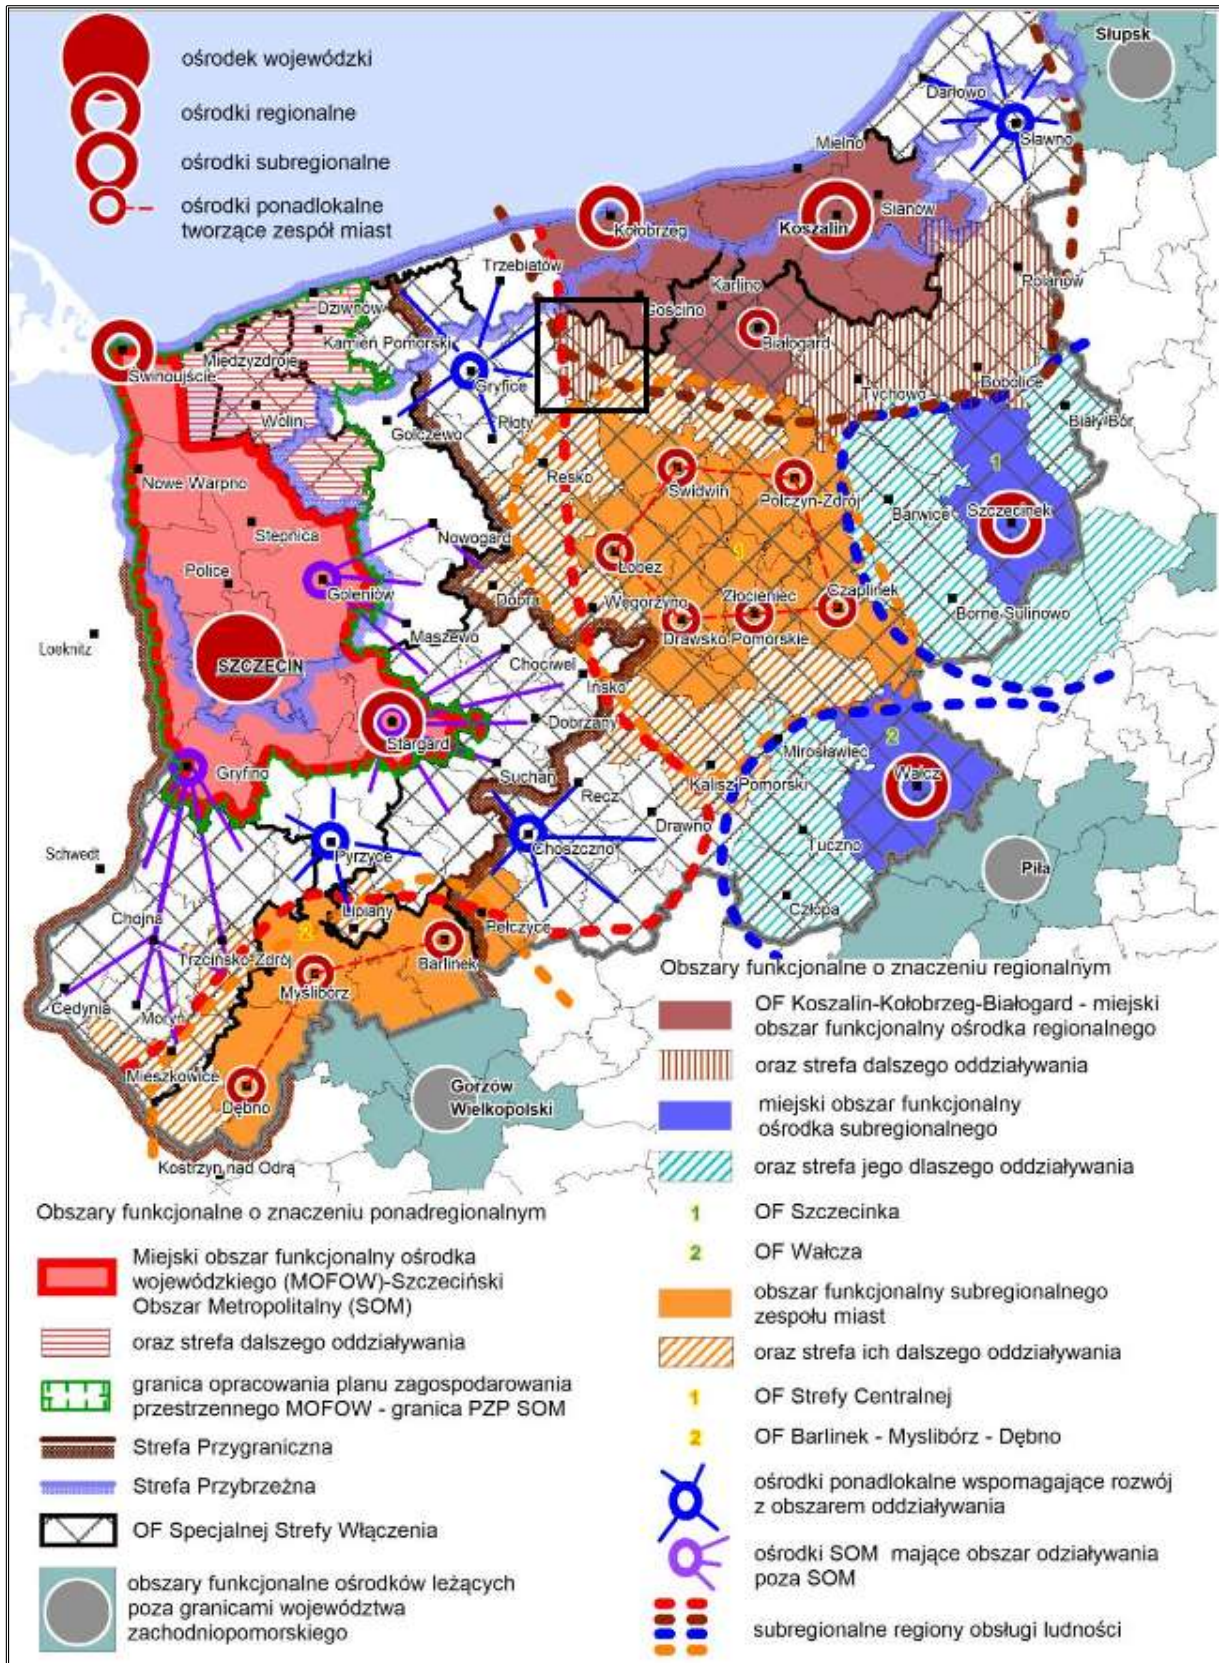 ośrodek wojewódzki
ośrodki regionalne
ośrodki subregionalne
ośrodki ponadlokalne
tworzące zespół miast
Słupsk
Darłowo
Sławno
Mielno
Sianów
Kołobrzeg
Koszalin
Trzebiatów
Polanów
Karlino
Gościno
Dziwnów
Kamień Pomorski
Białogard
Międzyzdroje
Świnoujście
Gryfice
Bobolice
Tychowo
Biały Bór
Wolin
Golczewo
Płoty
Resko
Nowe Warpno
Świdwin
Połczyn-Zdrój
1
Barwice
Szczecinek
Stepnica
Nowogard
1
Police
Goleniów
Łobez
Dobra
Węgorzyno
Złocieniec
Czaplinek
Borne Sulinowo
Drawsko Pomorskie
Maszewo
Loeknitz
Chociwel
SZCZECIN
Ińsko
Dobrzany
Stargard
Mirosławiec
2
Suchań
Gryfino
Kalisz Pomorski
Wałcz
Recz
Drawno
Tuczno
Schwedt
Pyrzyce
Choszczno
Piła
Człopa
Lipiany
Pełczyce
Chojna
2
Trzcińsko-Zdrój
Barlinek
Myślibórz
Cedynia
Moryń
Mieszkowice
Dębno
Gorzów
Wielkopolski
Kostrzyn nad Odrą
Obszary funkcjonalne o znaczeniu regionalnym
OF Koszalin-Kołobrzeg-Białogard - miejski
obszar funkcjonalny ośrodka regionalnego
oraz strefa dalszego oddziaływania
miejski obszar funkcjonalny
ośrodka subregionalnego
oraz strefa jego dlaszego oddziaływania
1 OF Szczecinka
2 OF Wałcza
obszar funkcjonalny subregionalnego
zespołu miast
oraz strefa ich dalszego oddziaływania
1 OF Strefy Centralnej
2 OF Barlinek - Myslibórz - Dębno
ośrodki ponadlokalne wspomagające rozwój
z obszarem oddziaływania
ośrodki SOM mające obszar odziaływania
poza SOM
subregionalne regiony obsługi ludności
Obszary funkcjonalne o znaczeniu ponadregionalnym
Miejski obszar funkcjonalny ośrodka
wojewódzkiego (MOFOW)-Szczeciński
Obszar Metropolitalny (SOM)
oraz strefa dalszego oddziaływania
granica opracowania planu zagospodarowania
przestrzennego MOFOW - granica PZP SOM
Strefa Przygraniczna
Strefa Przybrzeżna
OF Specjalnej Strefy Włączenia
obszary funkcjonalne ośrodków leżących
poza granicami województwa
zachodniopomorskiego